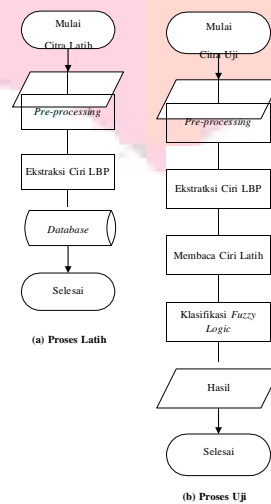 Mulai
Citra Latih
Pre-processing
Ekstraksi Ciri LBP
Database
Selesai
(a) Proses Latih
Mulai
Citra Uji
Pre-processing
Ekstratksi Ciri LBP
Membaca Ciri Latih
Klasifikasi Fuzzy
Logic
Hasil
Selesai
(b) Proses Uji